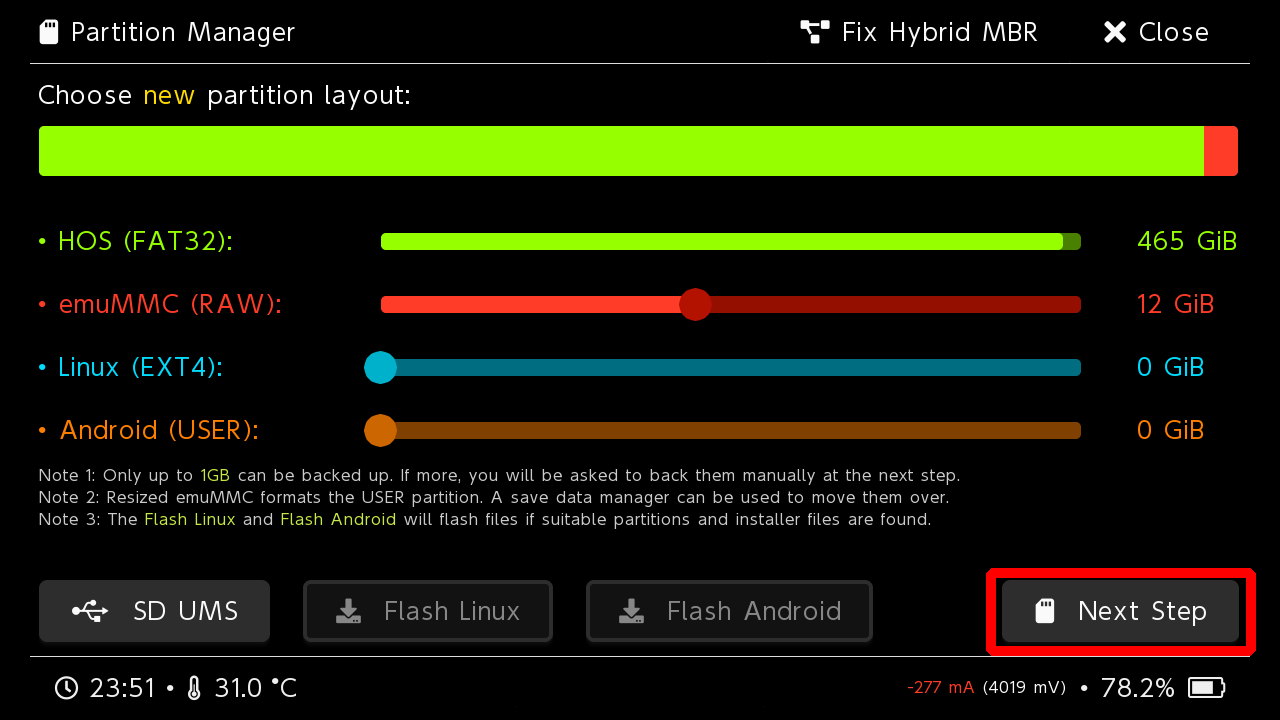 Partition Manager
Fix Hybrid MBR
Close
Choose new partition layout:
• HOS (FAT32): 465 GiB
• emuMMC (RAW): 12 GiB
• Linux (EXT4): 0 GiB
• Android (USER): 0 GiB
Note 1: Only up to 1GB can be backed up. If more, you will be asked to back them manually at the next step.
Note 2: Resized emuMMC formats the USER partition. A save data manager can be used to move them over.
Note 3: The Flash Linux and Flash Android will flash files if suitable partitions and installer files are found.
SD UMS
Flash Linux
Flash Android
Next Step
23:51 • 31.0 °C
-277 mA (4019 mV) • 78.2%